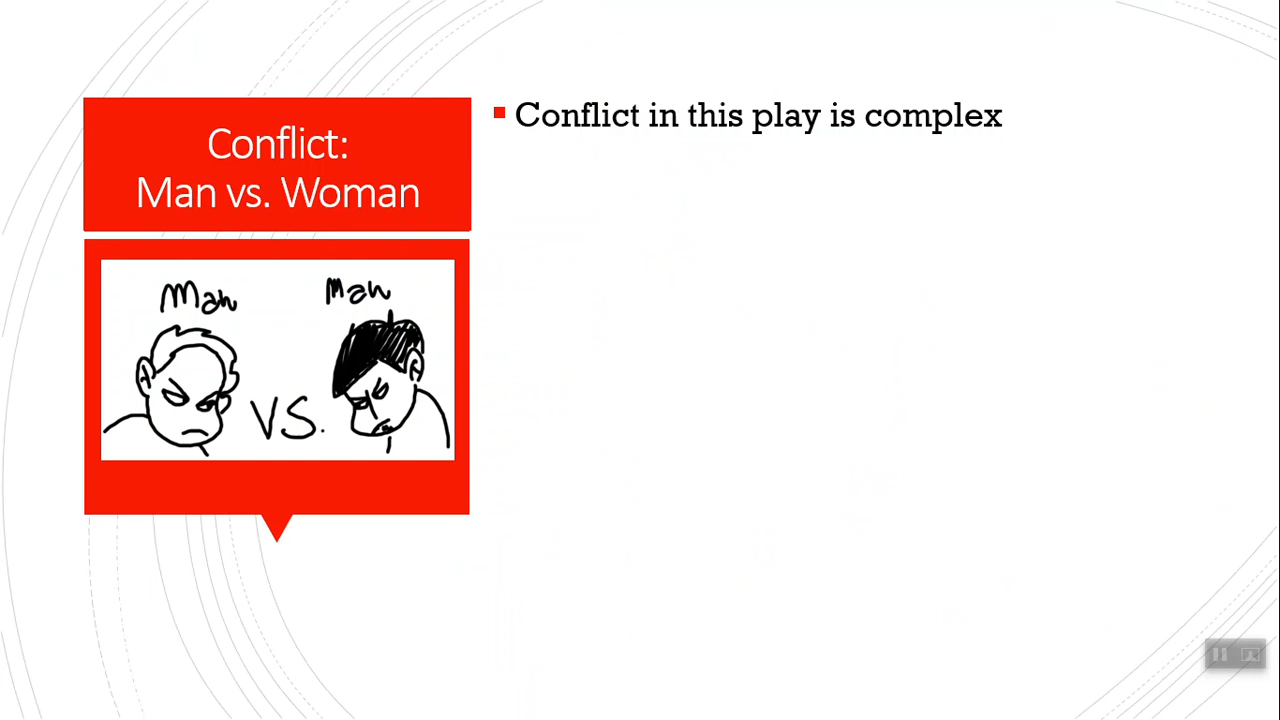 Conflict:
Man vs. Woman
Man Man
VS.
Conflict in this play is complex